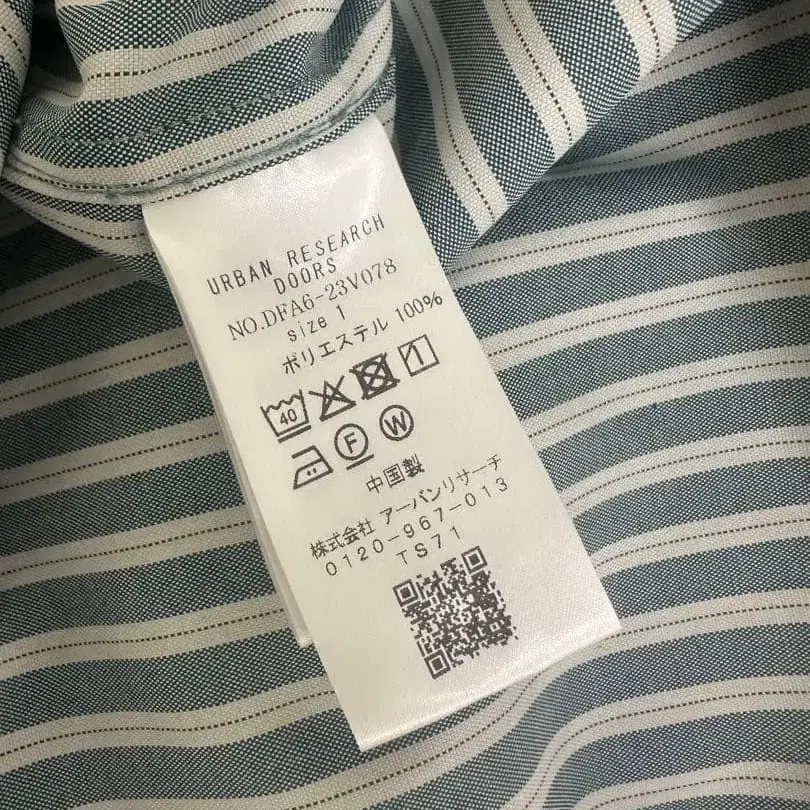 URBAN RESEARCH
DOORS
NO.DFA6-23V078
size 1
ポリエステル 100%
40
F W
中国製
株式会社 アーバンリサーチ
0120-967-013
TS71